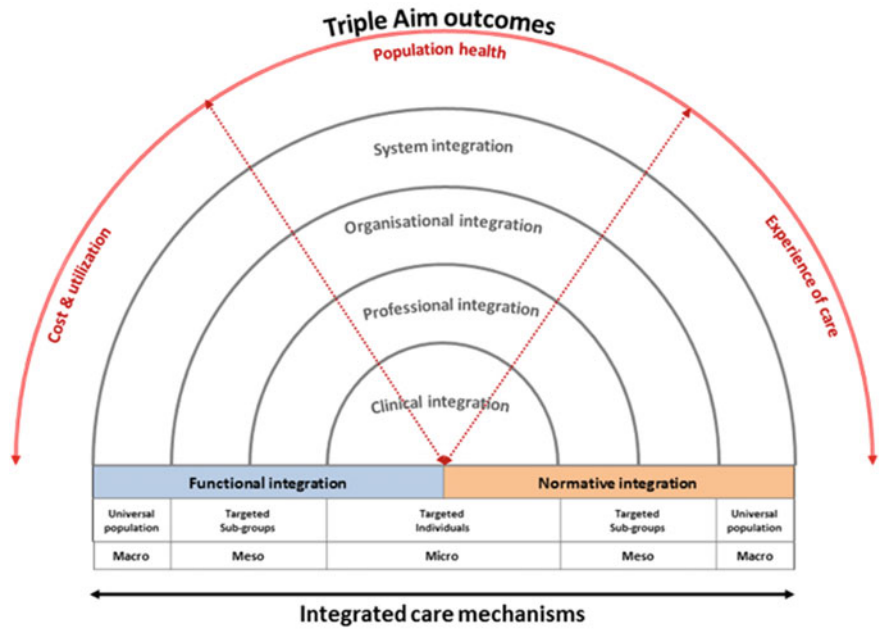 Triple Aim outcomes
Population health
System integration
Organisational integration
Cost & utilization
Experience of care
Professional integration
Clinical integration
Functional integration
Normative integration
Universal population
Targeted Sub-groups
Targeted Individuals
Targeted Sub-groups
Universal population
Macro
Meso
Micro
Meso
Macro
Integrated care mechanisms